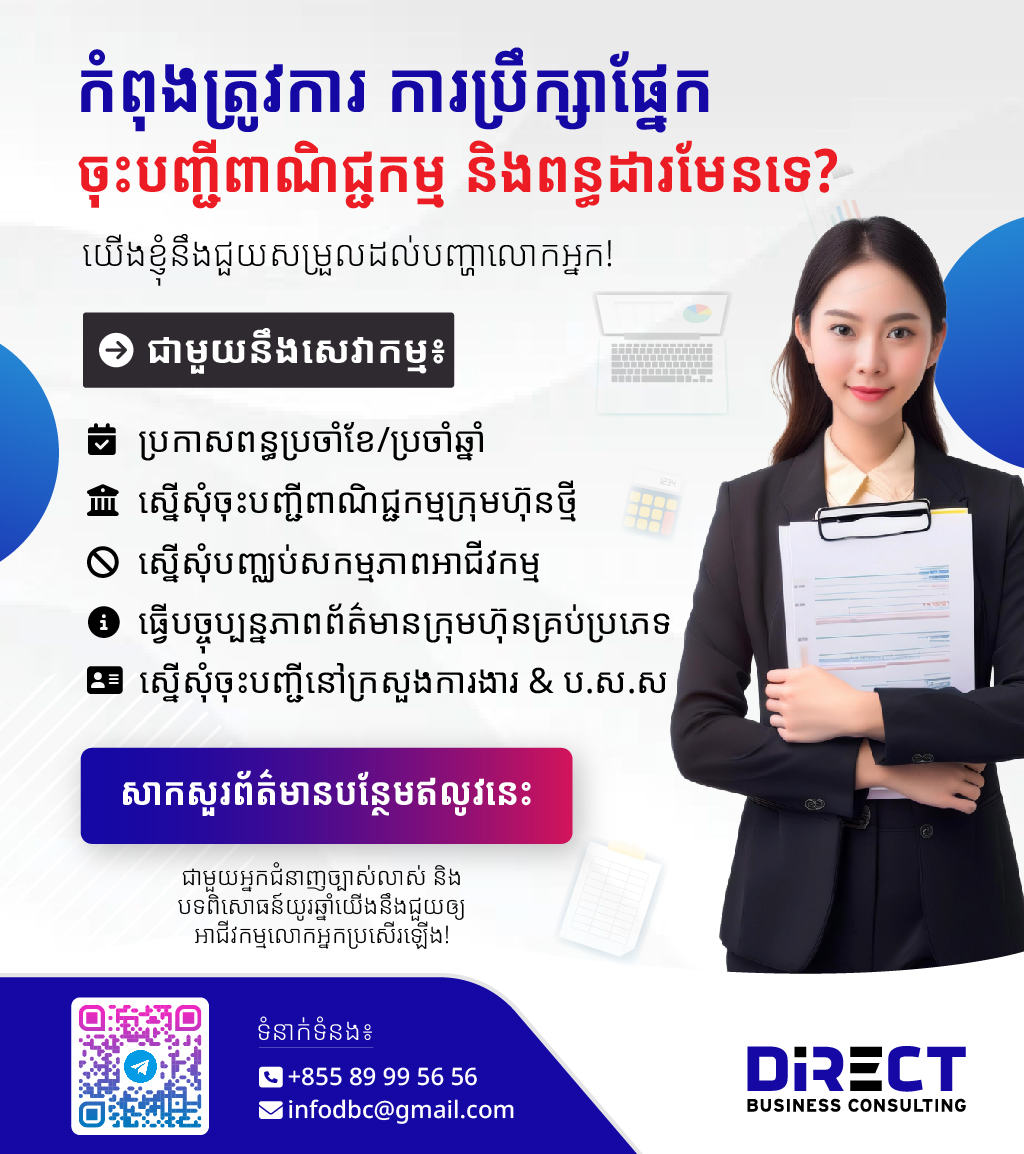 កំពុងត្រូវការ ការប្រឹក្សាផ្នែក
ចុះបញ្ជីពាណិជ្ជកម្ម និងពន្ធដារមែនទេ?
យើងខ្ញុំនឹងជួយសម្រួលដល់បញ្ហាលោកអ្នក!
ជាមួយនឹងសេវាកម្ម៖
ប្រកាសពន្ធប្រចាំខែ/ប្រចាំឆ្នាំ
ស្នើសុំចុះបញ្ជីពាណិជ្ជកម្មក្រុមហ៊ុនថ្មី
ស្នើសុំបញ្ឈប់សកម្មភាពអាជីវកម្ម
ធ្វើបច្ចុប្បន្នភាពព័ត៌មានក្រុមហ៊ុនគ្រប់ប្រភេទ
ស្នើសុំចុះបញ្ជីនៅក្រសួងការងារ & ប.ស.ស
សាកសួរព័ត៌មានបន្ថែមឥលូវនេះ
ជាមួយអ្នកជំនាញច្បាស់លាស់ និង
បទពិសោធន៍យូរឆ្នាំយើងនឹងជួយឲ្យ
អាជីវកម្មលោកអ្នកប្រសើរឡើង!
ទំនាក់ទំនង៖
+855 89 99 56 56
infodbc@gmail.com
DiRECT
BUSINESS CONSULTING